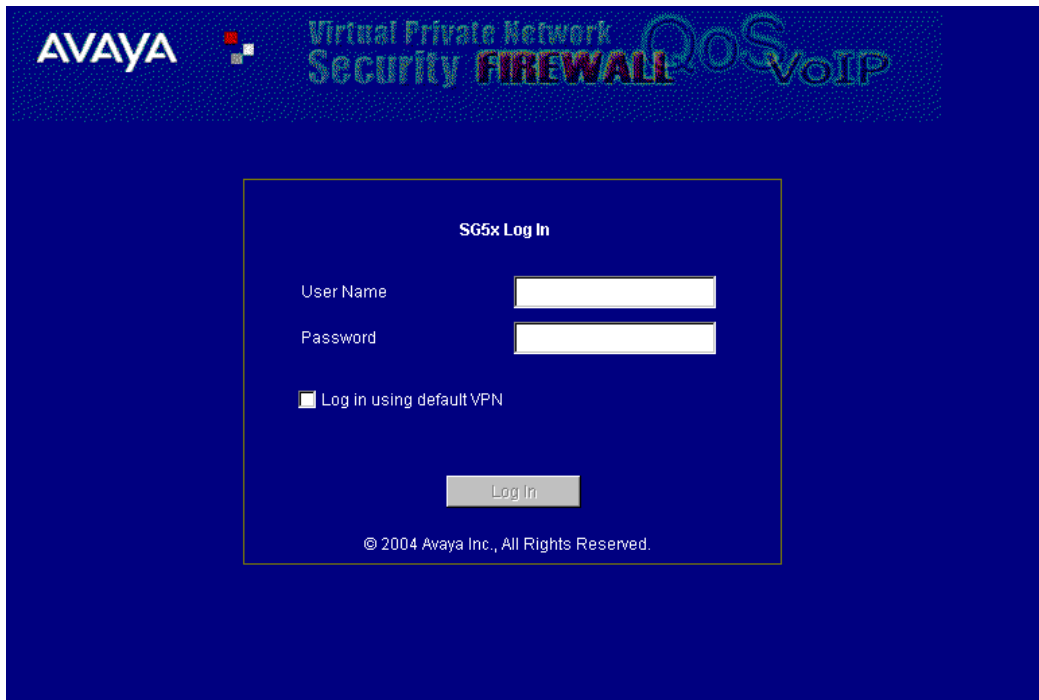 AVAYA
Virtual Private Network
Security FIREWALL QoS VoIP
SG5x Log In
User Name
Password
Log in using default VPN
Log In
© 2004 Avaya Inc., All Rights Reserved.